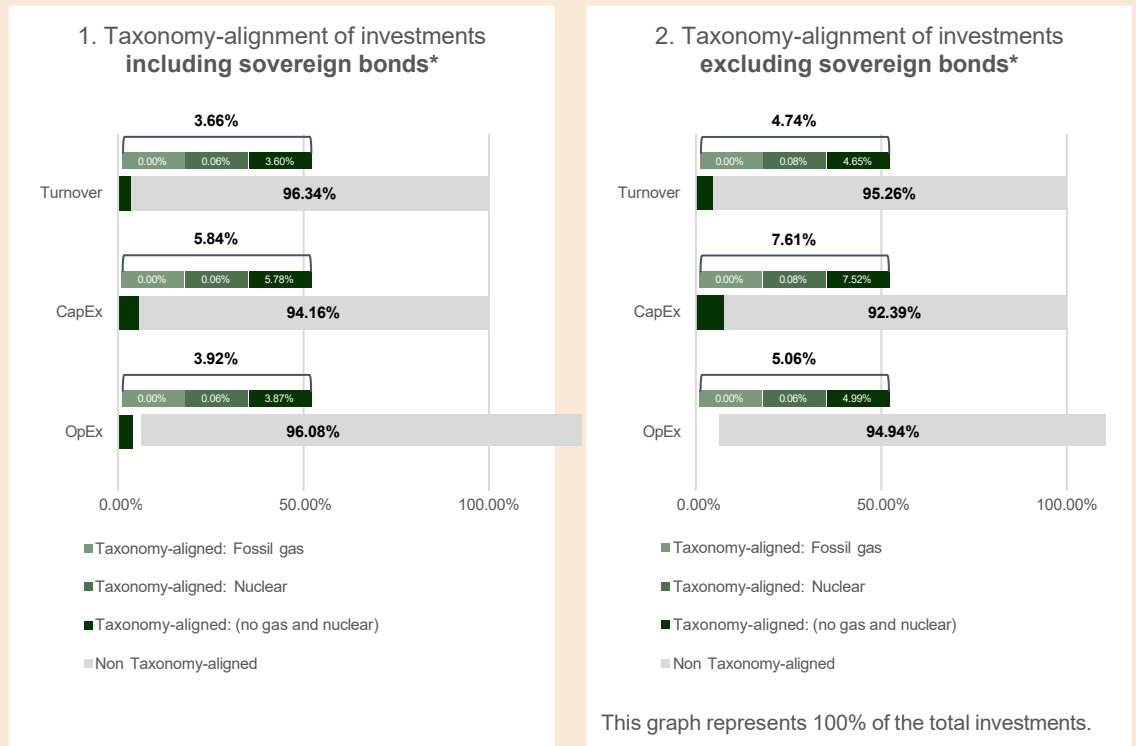 1. Taxonomy-alignment of investments
including sovereign bonds*
3.66%
0.00% 0.06% 3.60%
Turnover 96.34%
5.84%
0.00% 0.06% 5.78%
CapEx 94.16%
3.92%
0.00% 0.06% 3.87%
OpEx 96.08%
0.00% 50.00% 100.00%
Taxonomy-aligned: Fossil gas
Taxonomy-aligned: Nuclear
Taxonomy-aligned: (no gas and nuclear)
Non Taxonomy-aligned
2. Taxonomy-alignment of investments
excluding sovereign bonds*
4.74%
0.00% 0.08% 4.65%
Turnover 95.26%
7.61%
0.00% 0.08% 7.52%
CapEx 92.39%
5.06%
0.00% 0.06% 4.99%
OpEx 94.94%
0.00% 50.00% 100.00%
Taxonomy-aligned: Fossil gas
Taxonomy-aligned: Nuclear
Taxonomy-aligned: (no gas and nuclear)
Non Taxonomy-aligned
This graph represents 100% of the total investments.